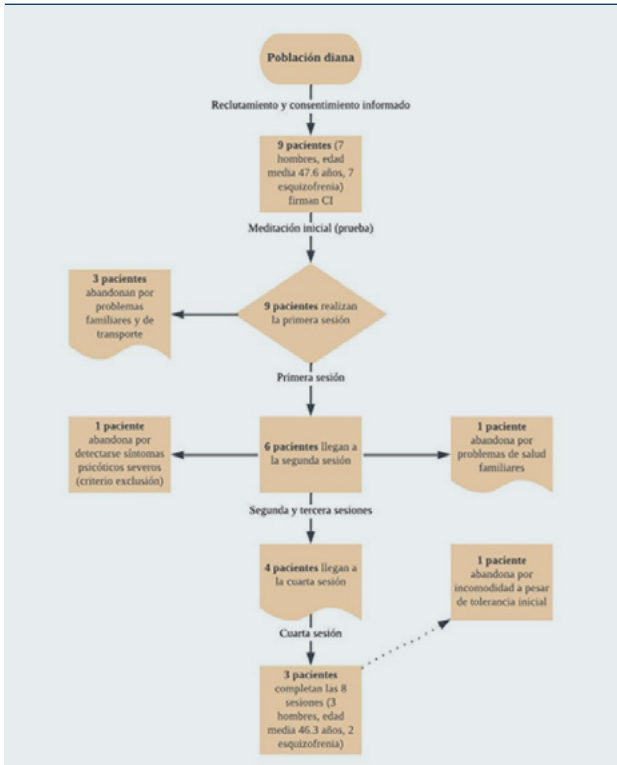 Población diana
Reclutamiento y consentimiento informado
9 pacientes (7
hombres, edad
media 47.6 años, 7
esquizofrenia)
firman CI
Meditación inicial (prueba)
3 pacientes
abandonan por
problemas
familiares y de
transporte
9 pacientes realizan
la primera sesión
Primera sesión
1 paciente
abandona por
detectarse síntomas
psicóticos severos
(criterio exclusión)
6 pacientes llegan a
la segunda sesión
1 paciente
abandona por
problemas de salud
familiares
Segunda y tercera sesiones
4 pacientes llegan a
la cuarta sesión
1 paciente
abandona por
incomodidad a pesar
de tolerancia inicial
Cuarta sesión
3 pacientes
completan las 8
sesiones (3
hombres, edad
media 46.3 años, 2
esquizofrenia)